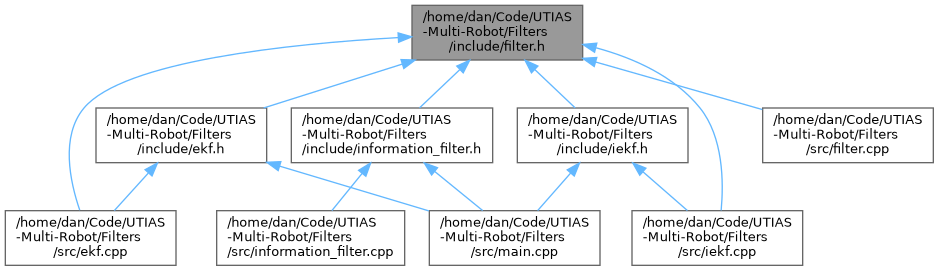 /home/dan/Code/UTIAS
-Multi-Robot/Filters
/include/filter.h
/home/dan/Code/UTIAS
-Multi-Robot/Filters
/include/ekf.h
/home/dan/Code/UTIAS
-Multi-Robot/Filters
/include/information_filter.h
/home/dan/Code/UTIAS
-Multi-Robot/Filters
/include/iekf.h
/home/dan/Code/UTIAS
-Multi-Robot/Filters
/src/filter.cpp
/home/dan/Code/UTIAS
-Multi-Robot/Filters
/src/ekf.cpp
/home/dan/Code/UTIAS
-Multi-Robot/Filters
/src/information_filter.cpp
/home/dan/Code/UTIAS
-Multi-Robot/Filters
/src/main.cpp
/home/dan/Code/UTIAS
-Multi-Robot/Filters
/src/iekf.cpp